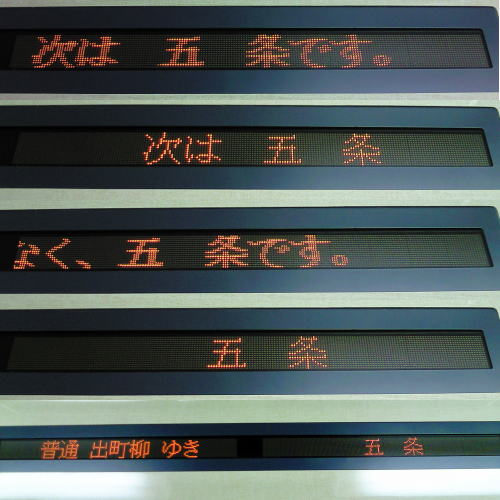 次は 五 条です。
次は 五 条
なく、五 条です。
五 条
普通 出町柳 ゆき 五 条